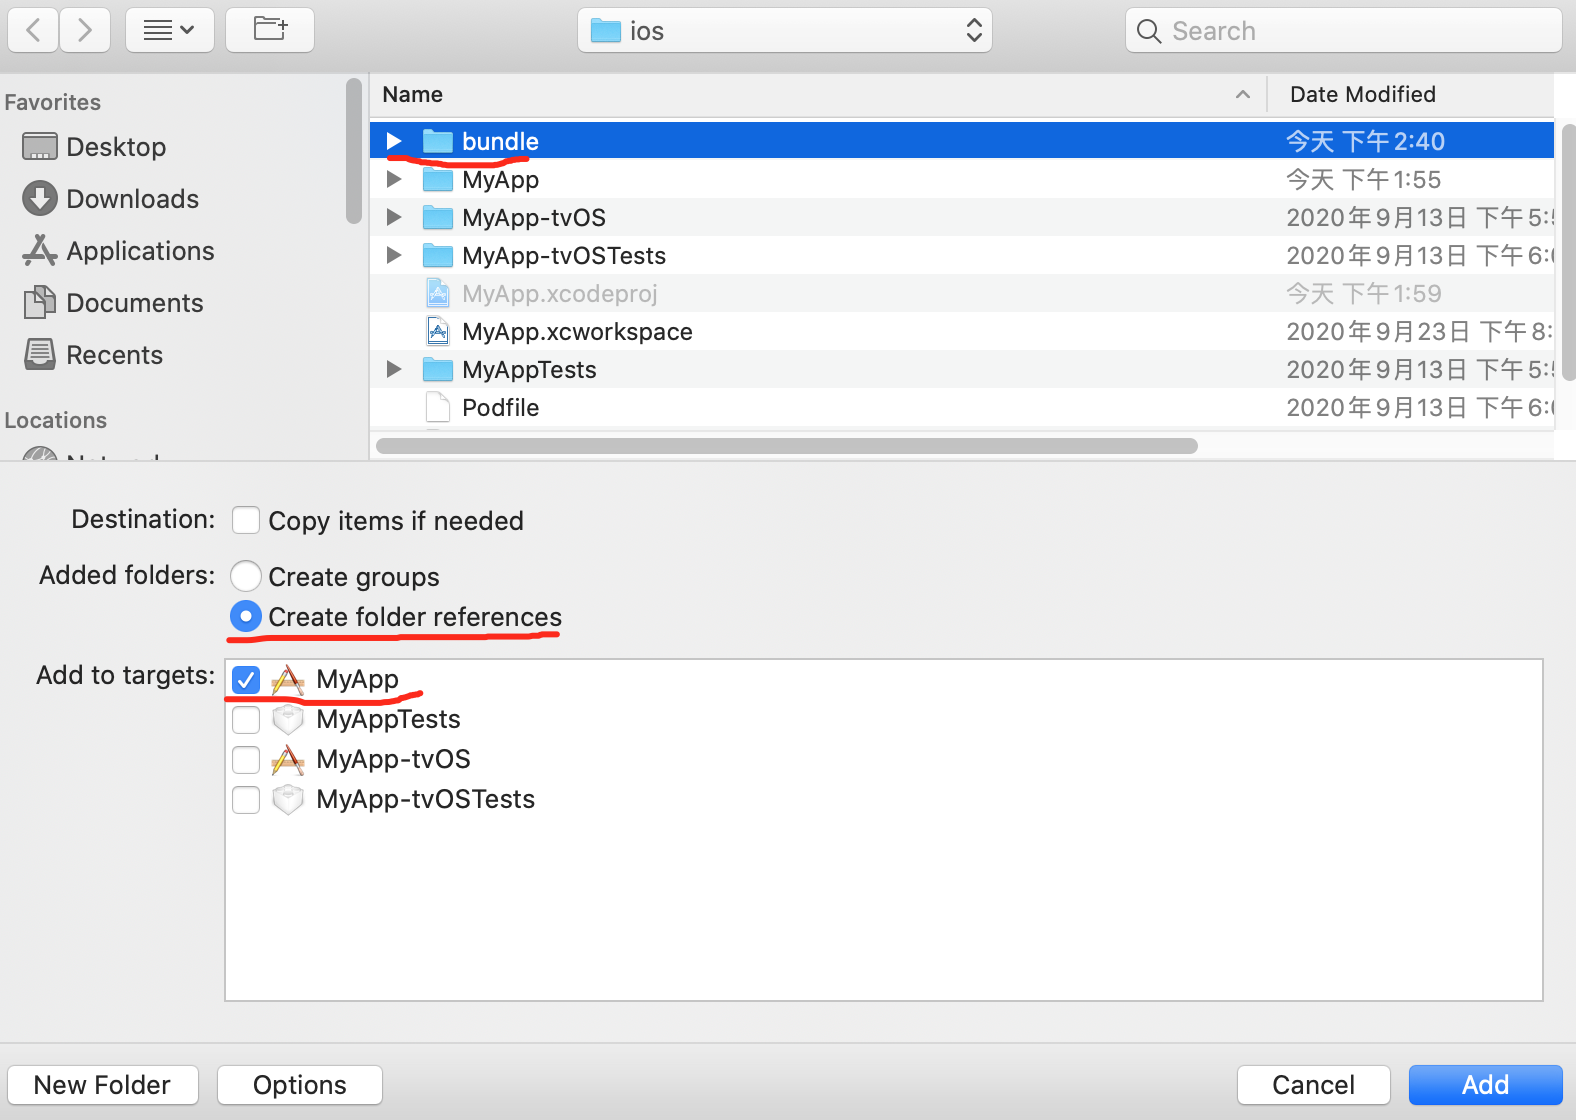 ios
Search
Favorites
Desktop
Downloads
Applications
Documents
Recents
Locations
Name
Date Modified
bundle 今天 下午2:40
MyApp 今天 下午1:55
MyApp-tvOS 2020年9月13日 下午5:
MyApp-tvOSTests 2020年9月13日 下午6:
MyApp.xcodeproj 今天 下午1:59
MyApp.xcworkspace 2020年9月23日 下午8:
MyAppTests 2020年9月13日 下午5:
Podfile 2020年9月13日 下午6:
Destination: Copy items if needed
Added folders: Create groups
Create folder references
Add to targets: MyApp
MyAppTests
MyApp-tvOS
MyApp-tvOSTests
New Folder
Options
Cancel
Add